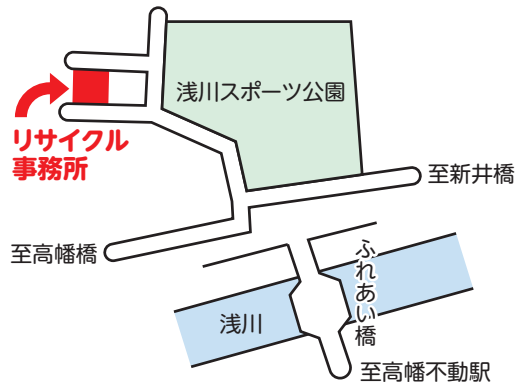 浅川スポーツ公園
リサイクル
事務所
至新井橋
至高幡橋
ふれあい橋
浅川
至高幡不動駅